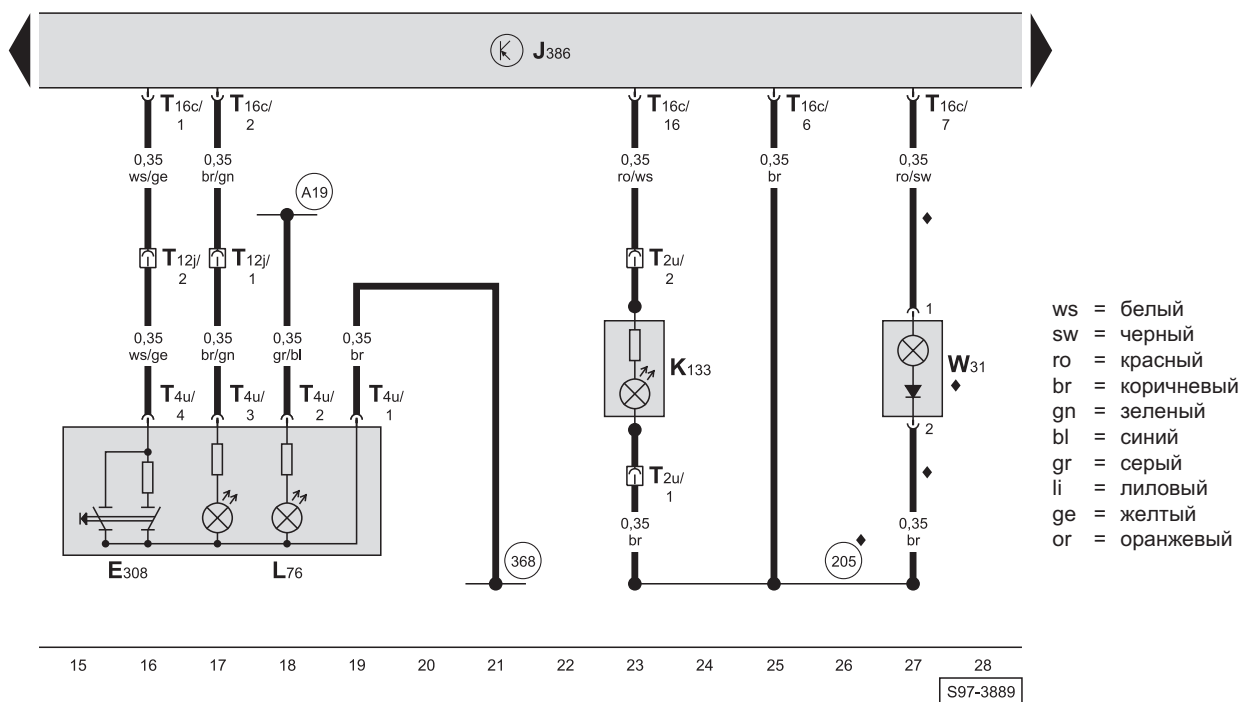 J386
T16c/ T16c/ T16c/ T16c/ T16c/
1 2 16 6 7
0,35 0,35 0,35 0,35 0,35
ws/ge br/gn ro/ws br ro/sw
A19
♦
T12j/ T12j/ T2u/
2 1 2
1
ws = белый
sw = черный
ro = красный
br = коричневый
gn = зеленый
bl = синий
gr = серый
li = лиловый
ge = желтый
or = оранжевый
0,35 0,35 0,35 0,35
ws/ge br/gn gr/bl br
K133 W31
♦
T4u/ T4u/ T4u/ T4u/
4 3 2 1
2
T2u/
1
♦
0,35 0,35
br br
E308 L76
368 205 ♦
15 16 17 18 19 20 21 22 23 24 25 26 27 28
S97-3889